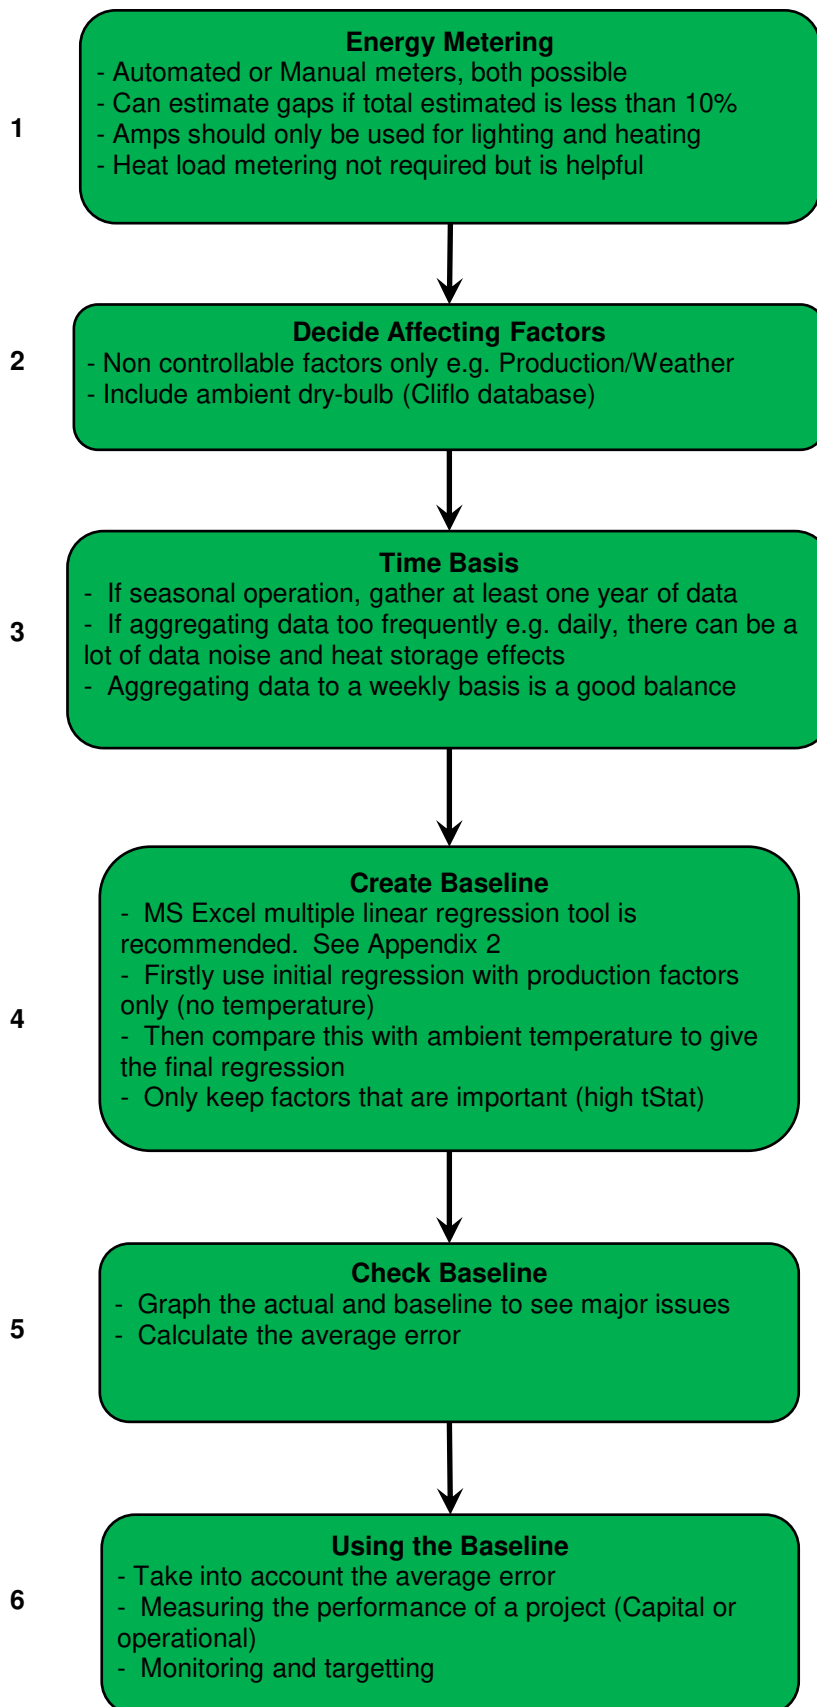 Energy Metering
- Automated or Manual meters, both possible
- Can estimate gaps if total estimated is less than 10%
1
- Amps should only be used for lighting and heating
- Heat load metering not required but is helpful
Decide Affecting Factors
2
- Non controllable factors only e.g. Production/Weather
- Include ambient dry-bulb (Cliflo database)
Time Basis
- If seasonal operation, gather at least one year of data
3
- If aggregating data too frequently e.g. daily, there can be a
lot of data noise and heat storage effects
- Aggregating data to a weekly basis is a good balance
Create Baseline
- MS Excel multiple linear regression tool is
recommended. See Appendix 2
- Firstly use initial regression with production factors
only (no temperature)
4
- Then compare this with ambient temperature to give
the final regression
- Only keep factors that are important (high tStat)
Check Baseline
- Graph the actual and baseline to see major issues
5
- Calculate the average error
Using the Baseline
- Take into account the average error
6
- Measuring the performance of a project (Capital or
operational)
- Monitoring and targetting